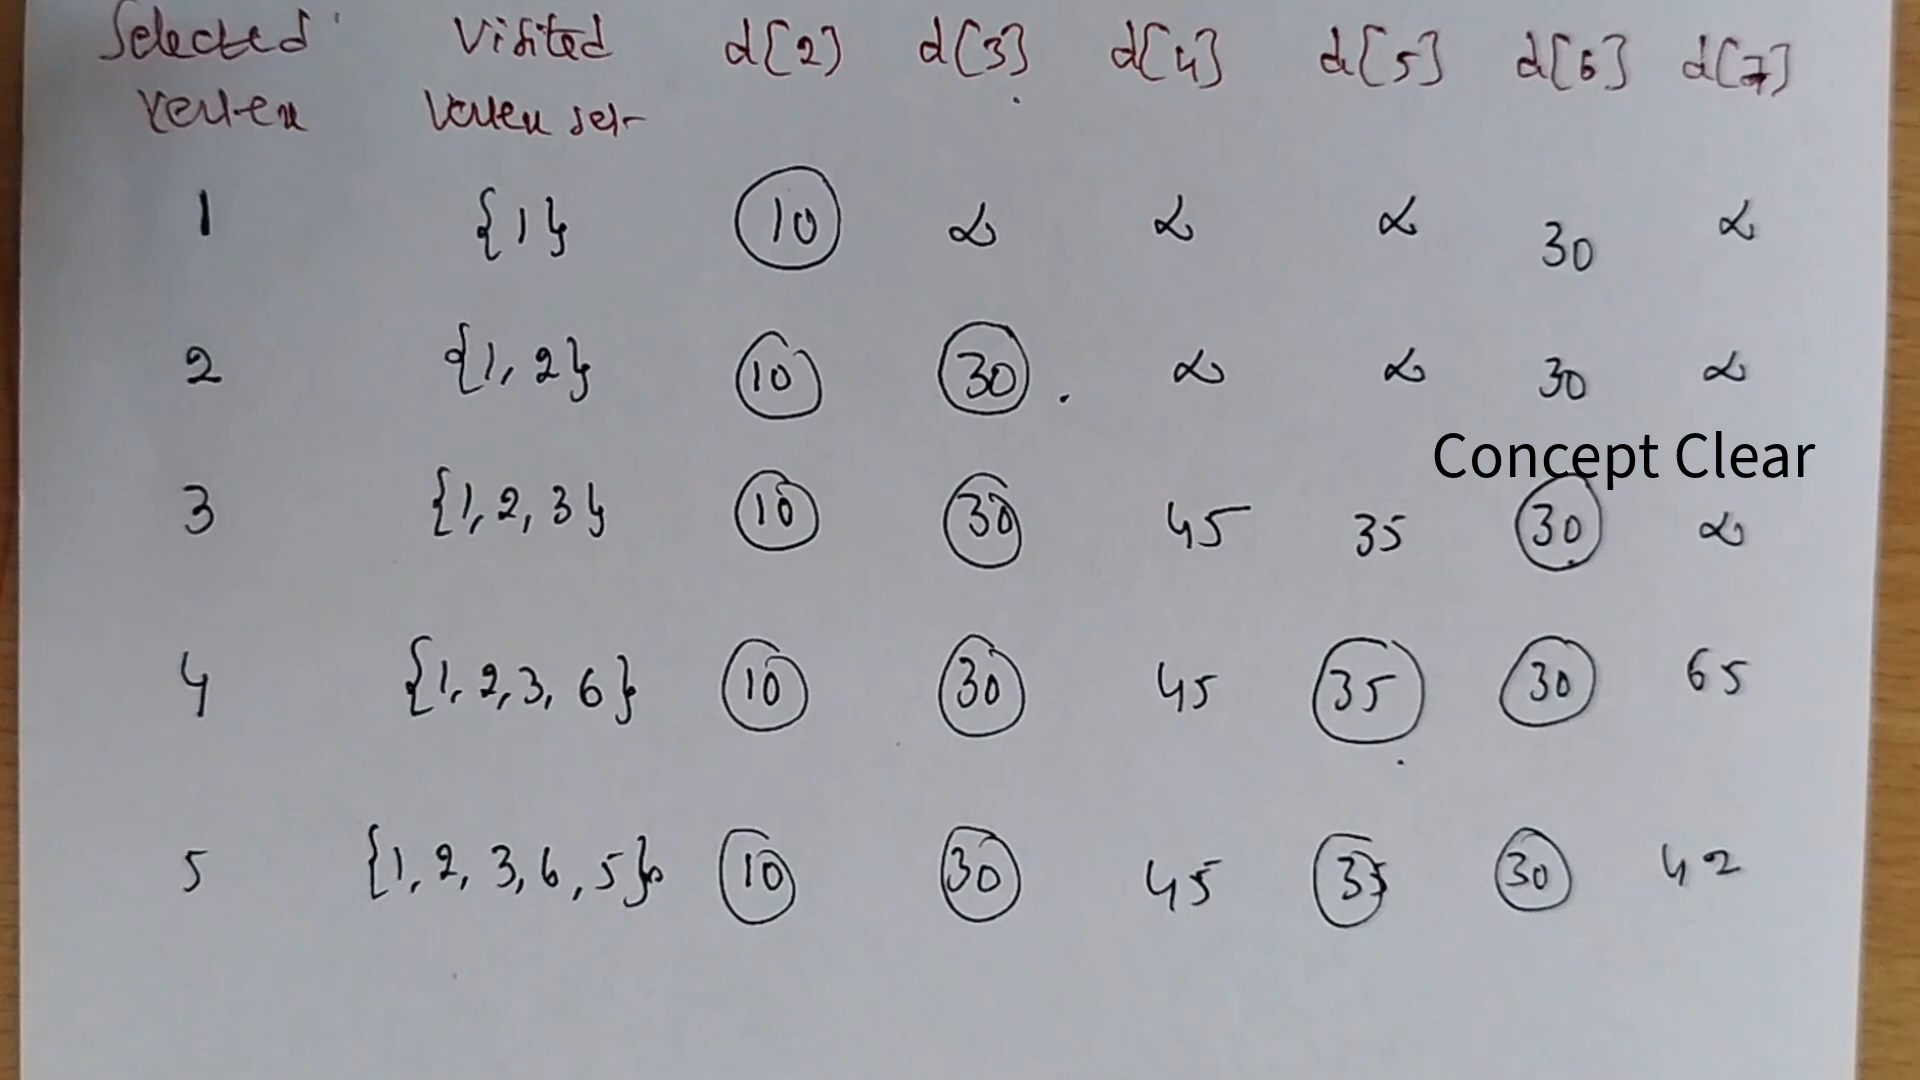 Selected Visited d[2] d[3] d[4] d[5] d[6] d[7]
vertex vertex set
1 {1} 10 ∝ ∝ ∝ 30 ∝
2 {1, 2} 10 30 ∝ ∝ 30 ∝
Concept Clear
3 {1, 2, 3} 10 30 45 35 30 ∝
4 {1, 2, 3, 6} 10 30 45 35 30 65
5 {1, 2, 3, 6, 5} 10 30 45 35 30 42